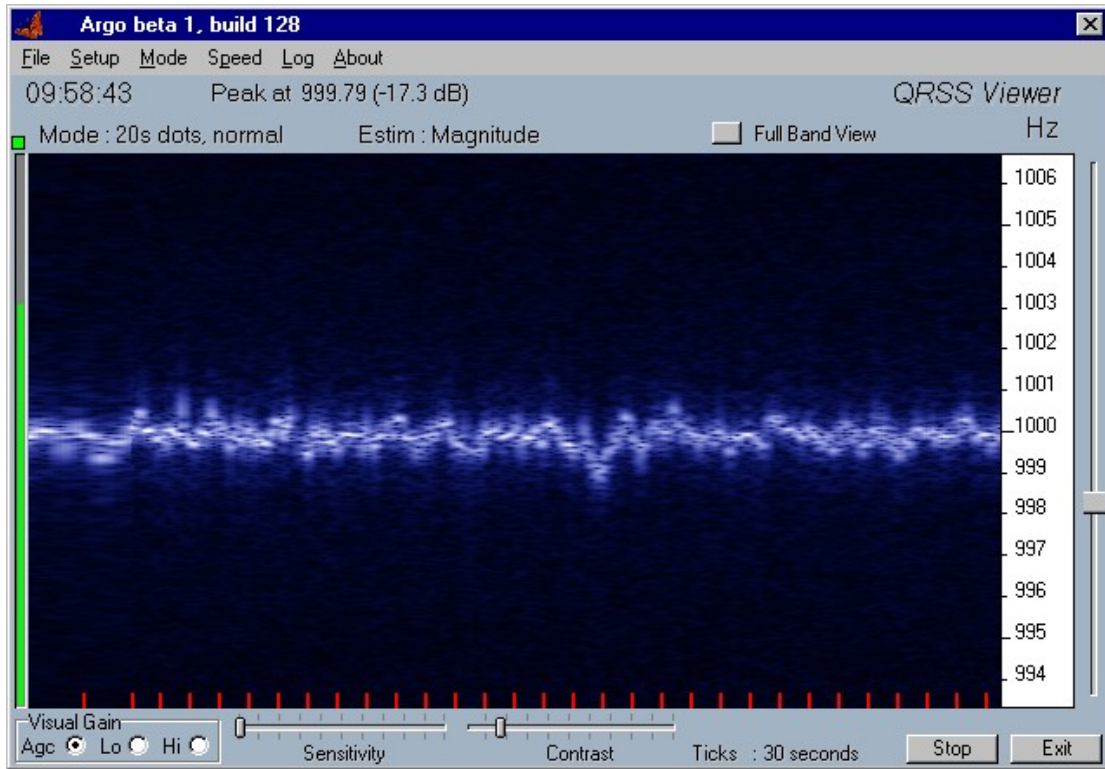 Argo beta 1, build 128
File Setup Mode Speed Log About
09:58:43 Peak at 999.79 (-17.3 dB) QRSS Viewer
Mode : 20s dots, normal Estim : Magnitude Full Band View Hz
1006
1005
1004
1003
1002
1001
1000
999
998
997
996
995
994
Visual Gain
Agc Lo Hi Sensitivity Contrast Ticks : 30 seconds Stop Exit